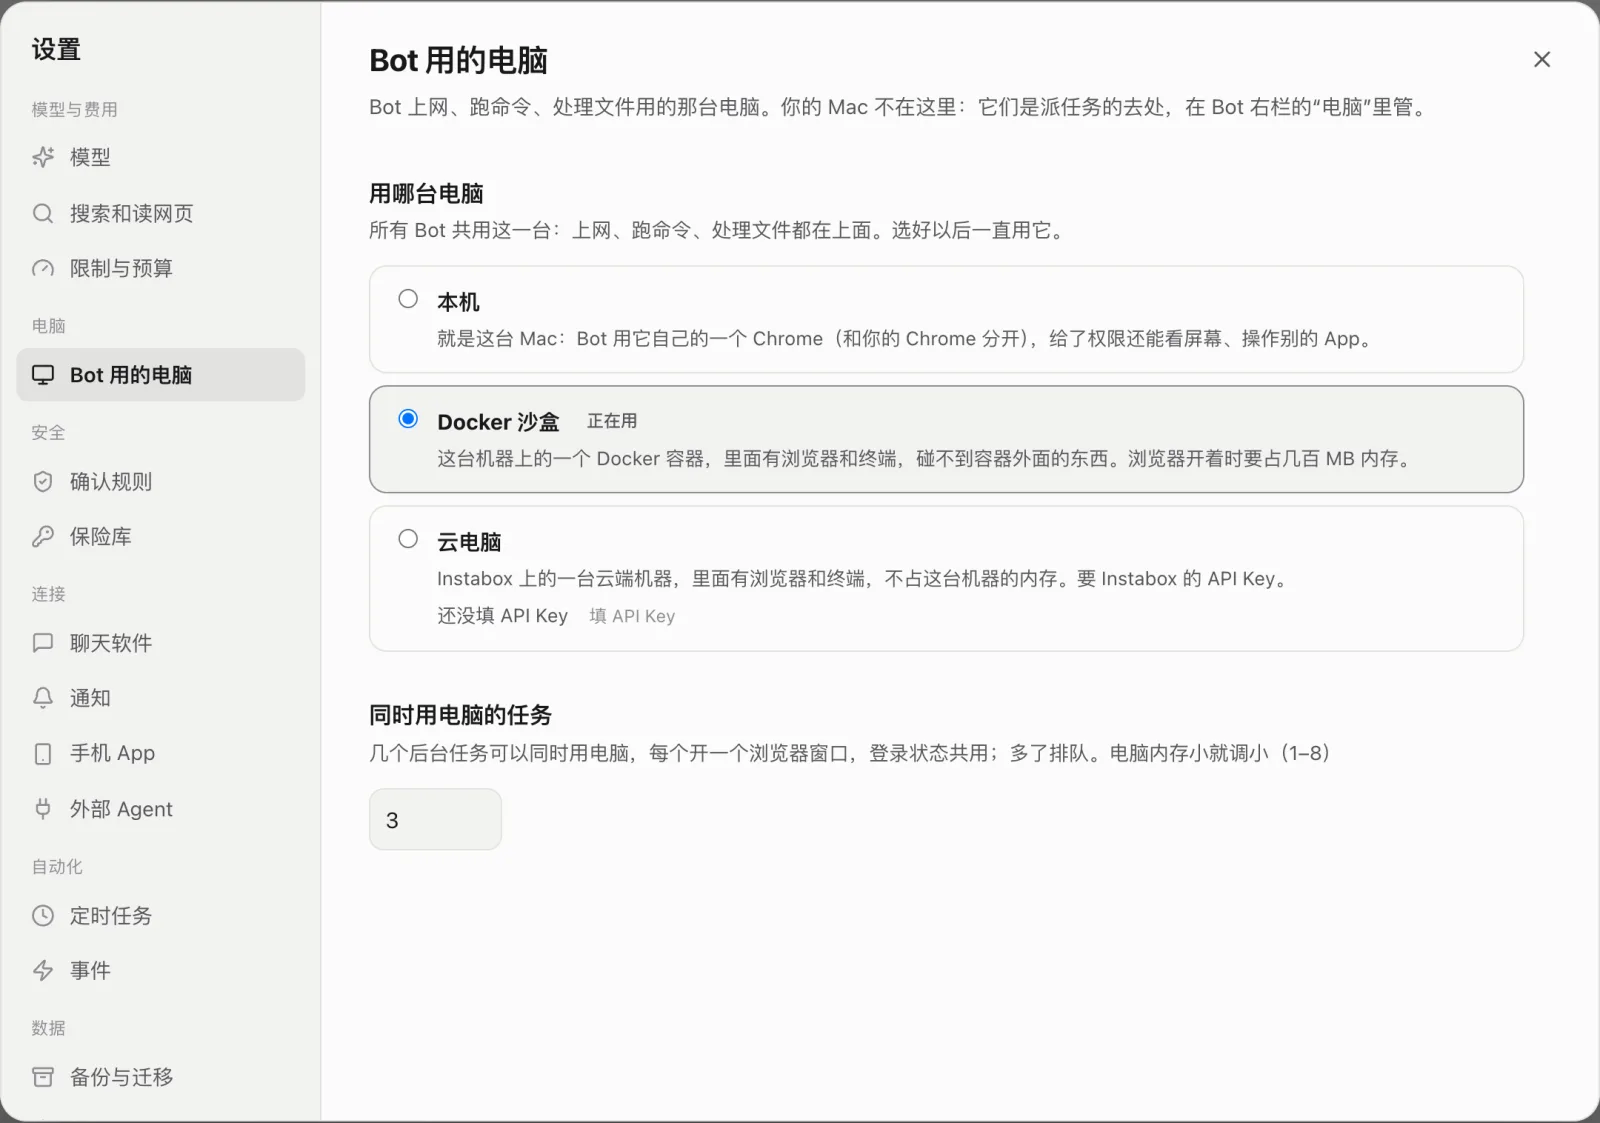 设置
模型与费用
模型
搜索和读网页
限制与预算
电脑
Bot 用的电脑
安全
确认规则
保险库
连接
聊天软件
通知
手机 App
外部 Agent
自动化
定时任务
事件
数据
备份与迁移
Bot 用的电脑
Bot 上网、跑命令、处理文件用的那台电脑。你的 Mac 不在这里：它们是派任务的去处，在 Bot 右栏的“电脑”里管。
用哪台电脑
所有 Bot 共用这一台：上网、跑命令、处理文件都在上面。选好以后一直用它。
本机
就是这台 Mac：Bot 用它自己的一个 Chrome（和你的 Chrome 分开），给了权限还能看屏幕、操作别的 App。
Docker 沙盒 正在用
这台机器上的一个 Docker 容器，里面有浏览器和终端，碰不到容器外面的东西。浏览器开着时要占几百 MB 内存。
云电脑
Instabox 上的一台云端机器，里面有浏览器和终端，不占这台机器的内存。要 Instabox 的 API Key。
还没填 API Key 填 API Key
同时用电脑的任务
几个后台任务可以同时用电脑，每个开一个浏览器窗口，登录状态共用；多了排队。电脑内存小就调小（1–8）
3